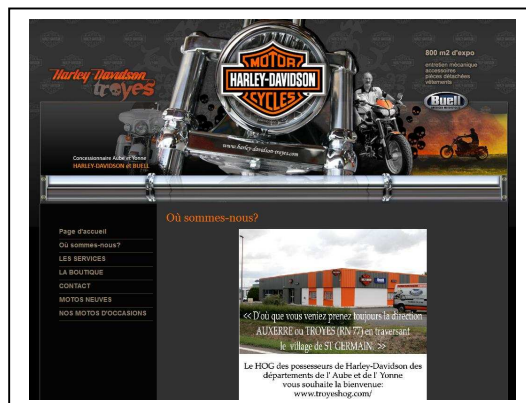 Harley Davidson
troyes
MOTOR
HARLEY-DAVIDSON
CYCLES
www.harley-davidson-troyes.com
800 m2 d'expo
entretien mécanique
accessoires
pièces détachées
vêtements
Buell
Concessionnaire Aube et Yonne
HARLEY-DAVIDSON et BUELL
Page d'accueil
Où sommes-nous?
LES SERVICES
LA BOUTIQUE
CONTACT
MOTOS NEUVES
NOS MOTOS D'OCCASIONS
Où sommes-nous?
<< D'où que vous veniez prenez toujours la direction
AUXERRE ou TROYES (RN 77) en traversant
le village de ST GERMAIN. >>
Le HOG des possesseurs de Harley-Davidson des
départements de l' Aube et de l' Yonne
vous souhaite la bienvenue:
www.troyeshog.com/